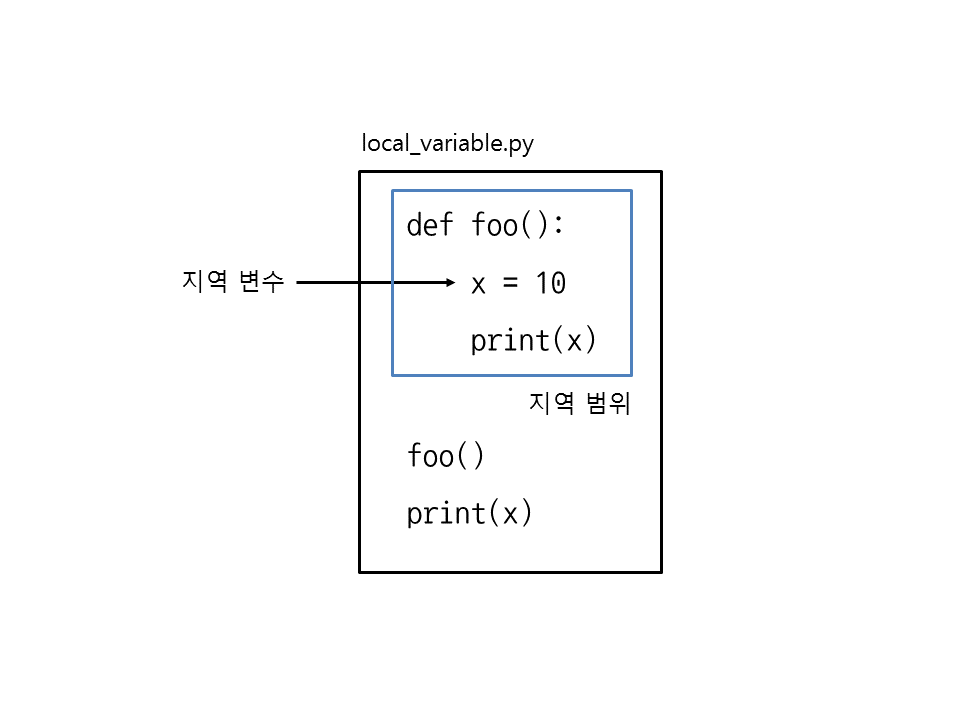 local_variable.py
def foo():
지역 변수
x = 10
print(x)
지역 범위
foo()
print(x)